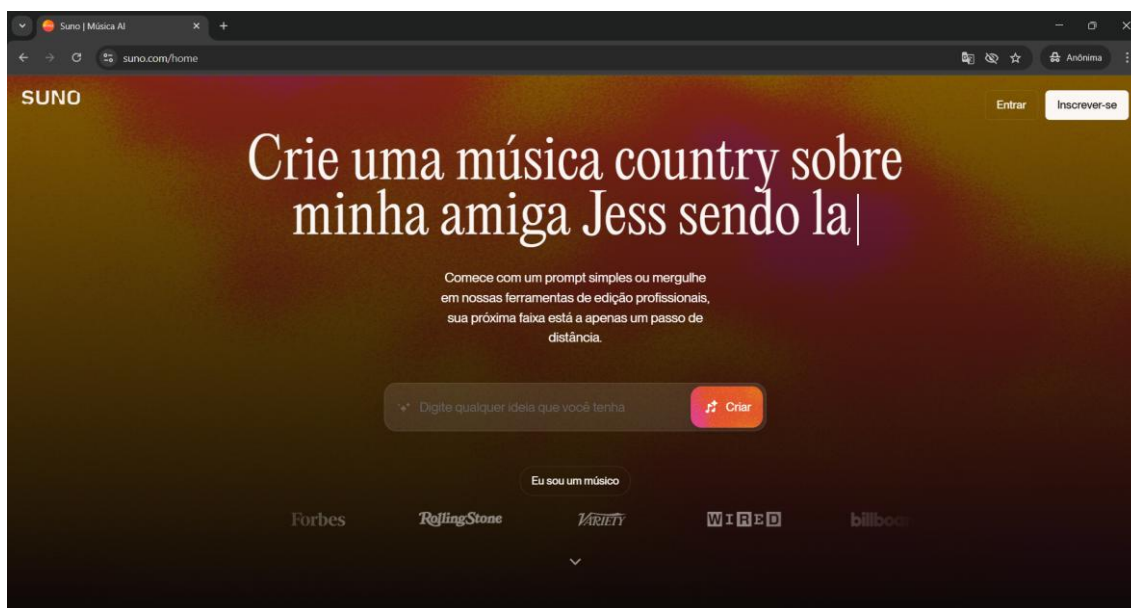 Suno | Música AI
suno.com/home
Anônima
SUNO
Entrar
Inscrever-se
Crie uma música country sobre
minha amiga Jess sendo la
Comece com um prompt simples ou mergulhe
em nossas ferramentas de edição profissionais,
sua próxima faixa está a apenas um passo de
distância.
Digite qualquer ideia que você tenha
Criar
Eu sou um músico
Forbes
RollingStone
VARIETY
WIRED
billboar